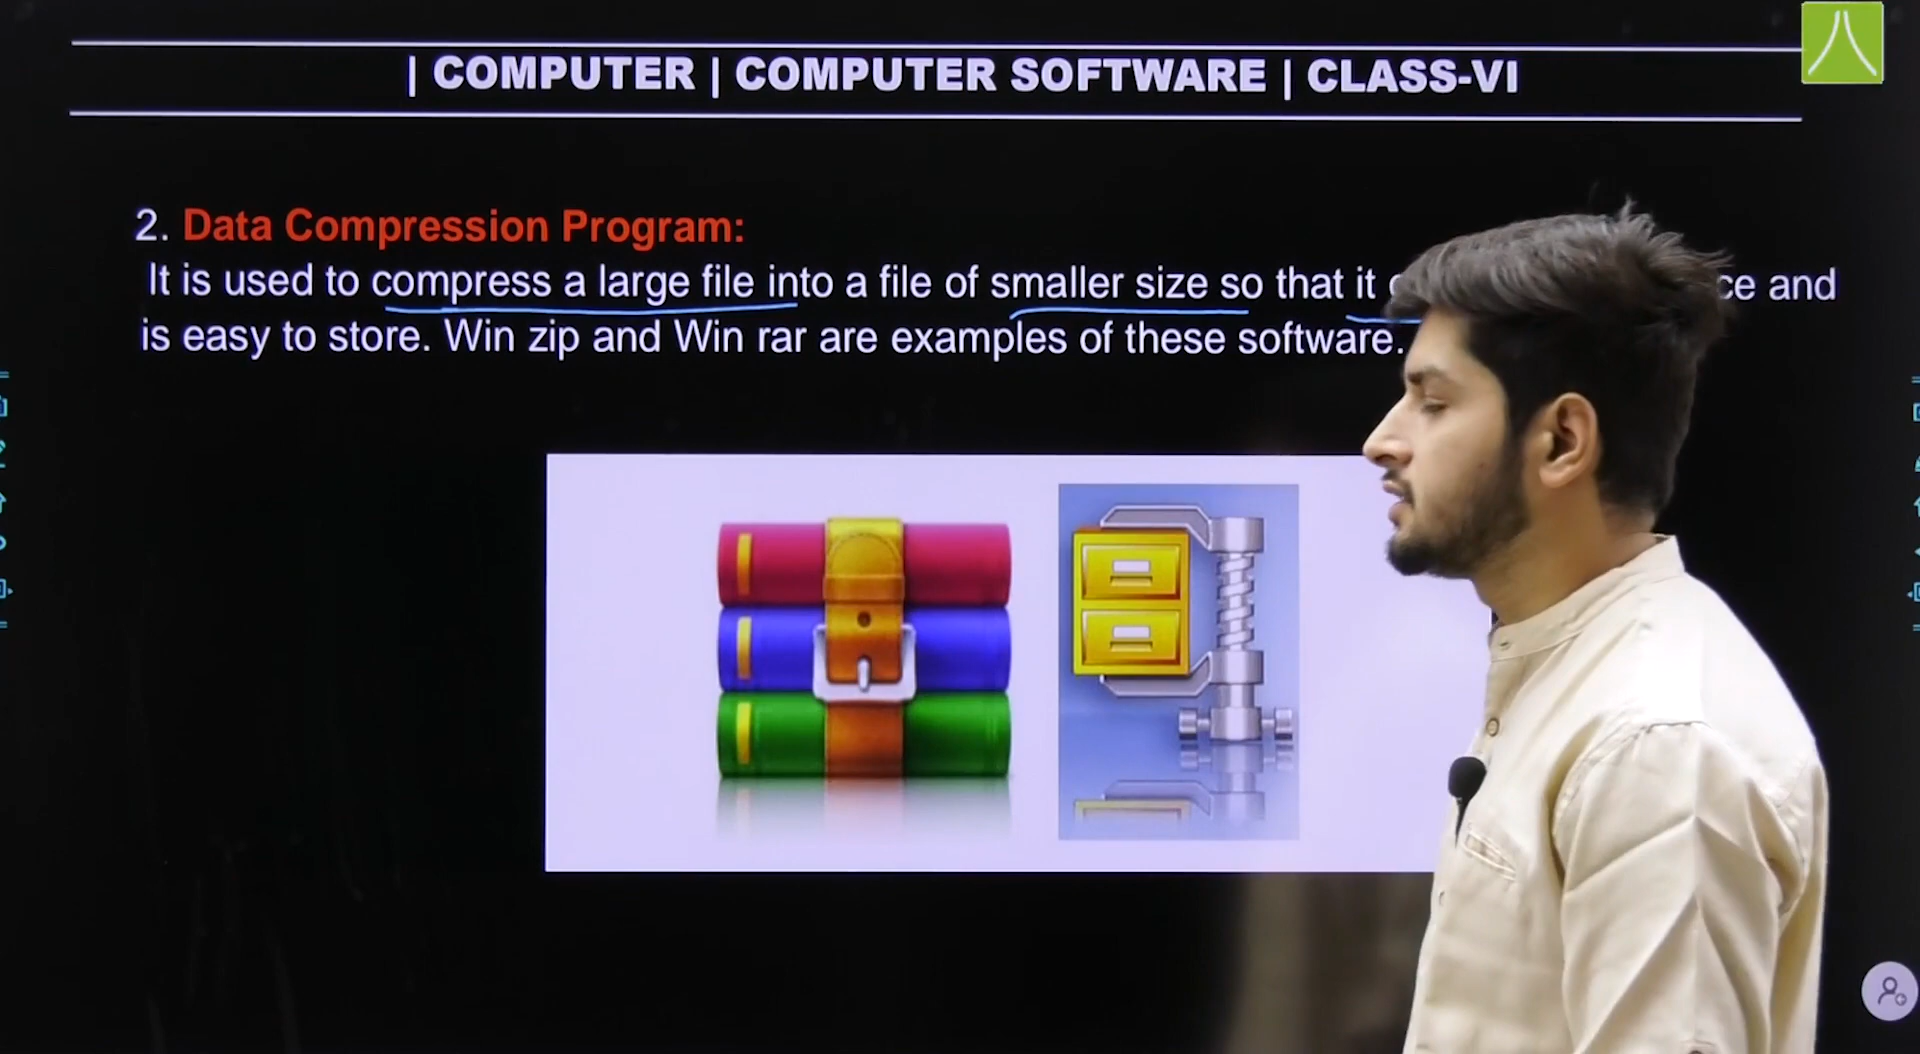 | COMPUTER | COMPUTER SOFTWARE | CLASS-VI
2. Data Compression Program:
It is used to compress a large file into a file of smaller size so that it and
is easy to store. Win zip and Win rar are examples of these software.